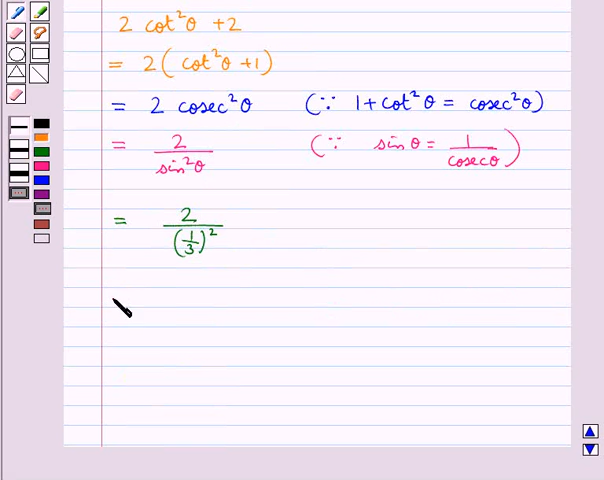 2 cot²θ + 2
= 2(cot²θ + 1)
= 2 cosec²θ (∵ 1 + cot²θ = cosec²θ)
= 2/sin²θ (∵ sinθ = 1/cosecθ)
= 2/(1/3)²